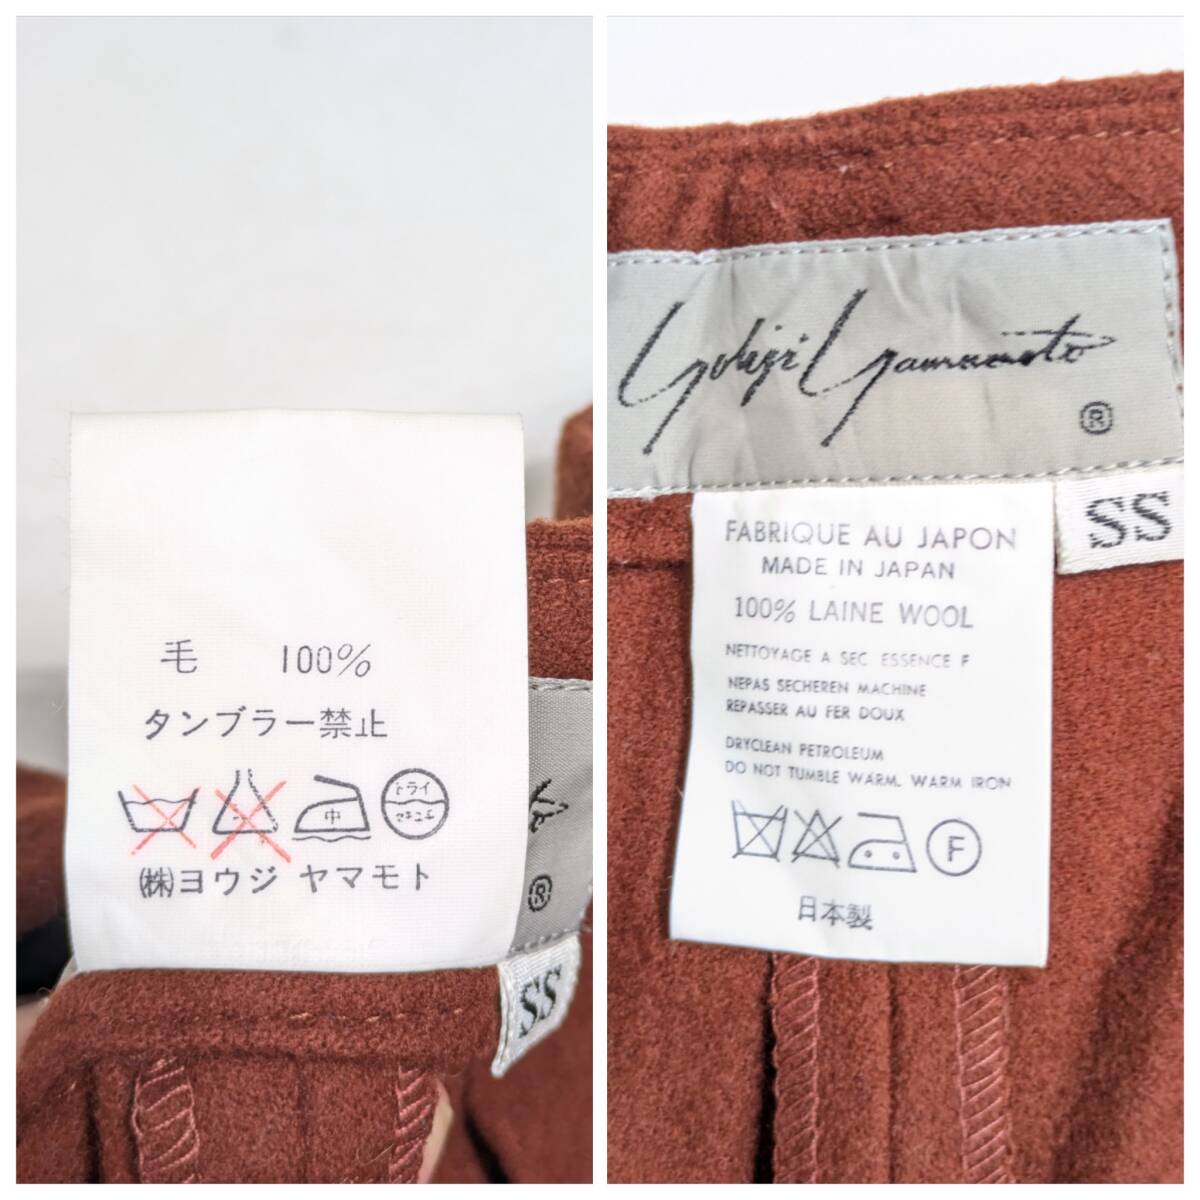 毛 100%
タンブラー禁止
中
ドライ
セキユ系
(株)ヨウジ ヤマモト
®
SS
Yohji Yamamoto
®
SS
FABRIQUE AU JAPON
MADE IN JAPAN
100% LAINE WOOL
NETTOYAGE A SEC ESSENCE F
NEPAS SECHEREN MACHINE
REPASSER AU FER DOUX
DRYCLEAN PETROLEUM
DO NOT TUMBLE WARM. WARM IRON
F
日本製